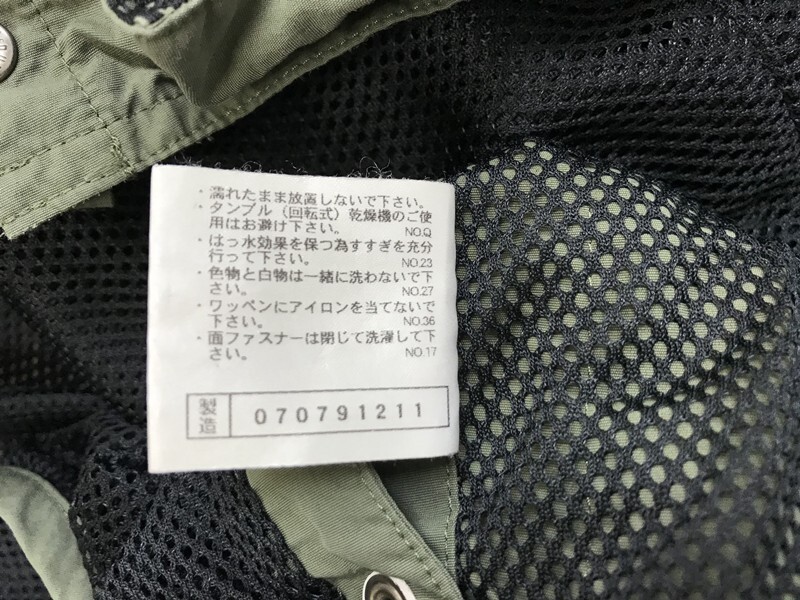 ・濡れたまま放置しないで下さい。
・タンブル（回転式）乾燥機のご使
用はお避け下さい。 NO.Q
・はっ水効果を保つ為すすぎを充分
行って下さい。 NO.23
・色物と白物は一緒に洗わないで下
さい。 NO.27
・ワッペンにアイロンを当てないで
下さい。 NO.36
・面ファスナーは閉じて洗濯して下
さい。 NO.17
製造 070791211